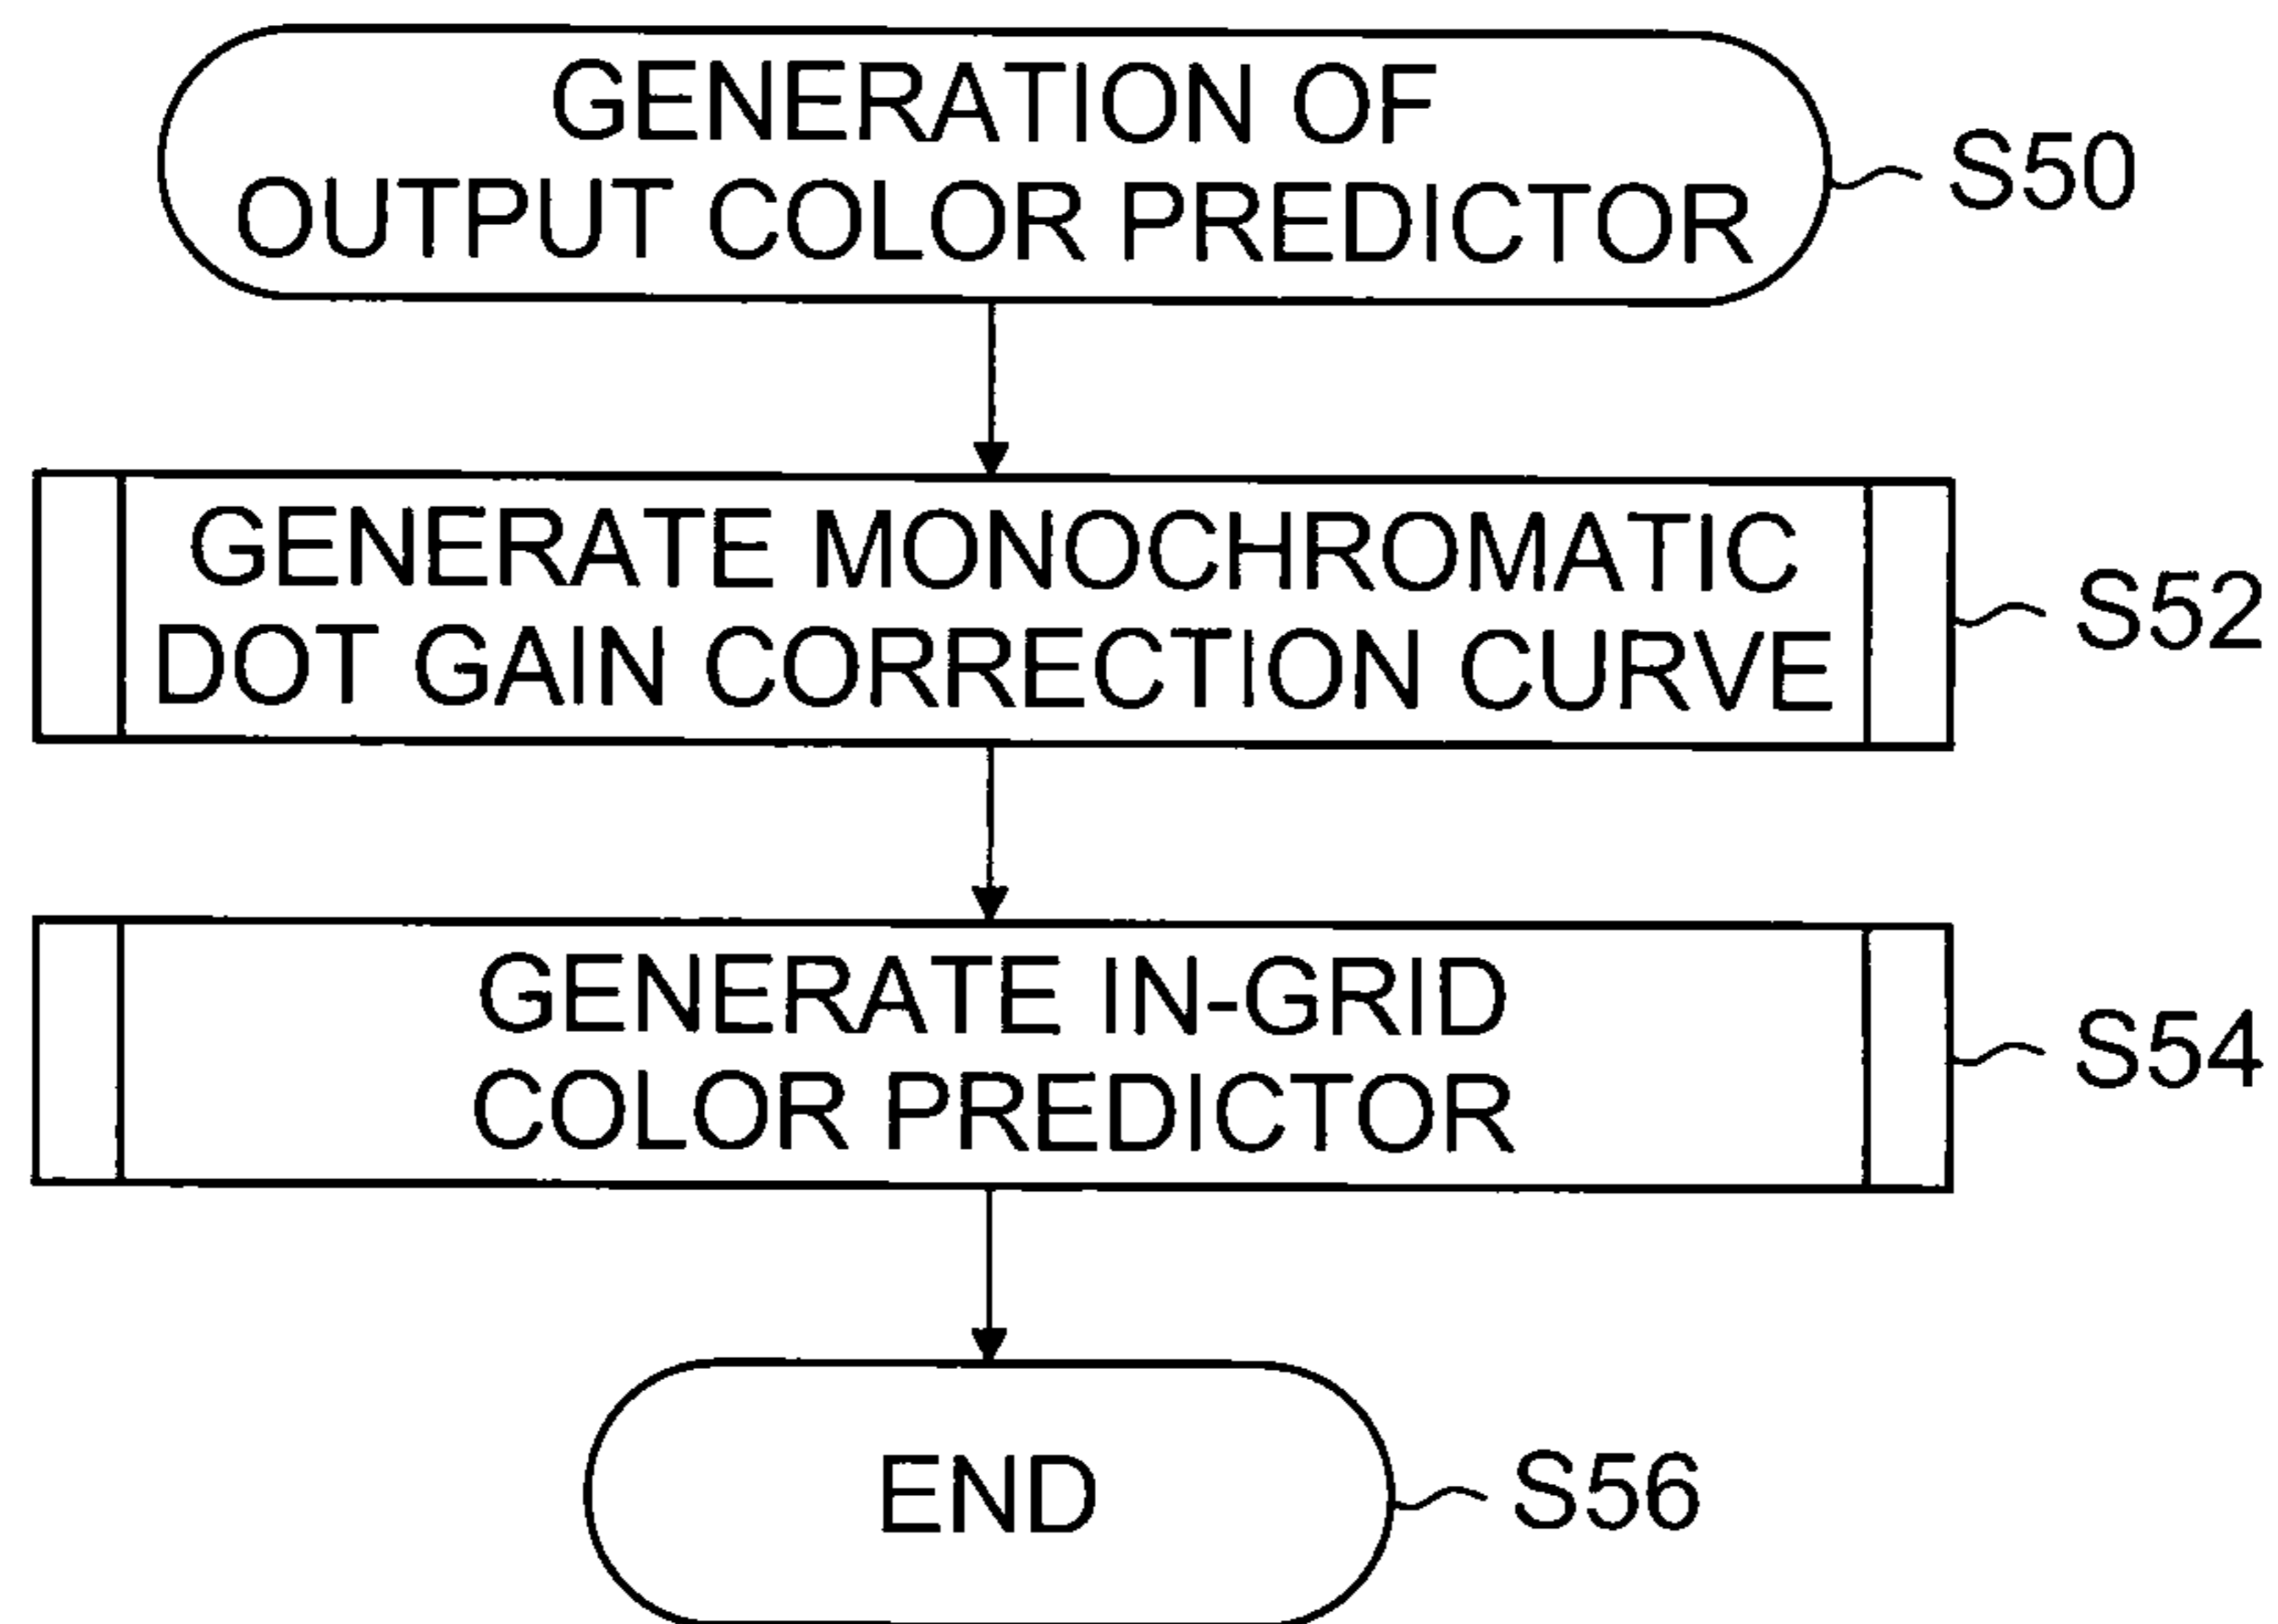 GENERATION OF
OUTPUT COLOR PREDICTOR
S50
GENERATE MONOCHROMATIC
DOT GAIN CORRECTION CURVE
S52
GENERATE IN-GRID
COLOR PREDICTOR
S54
END
S56